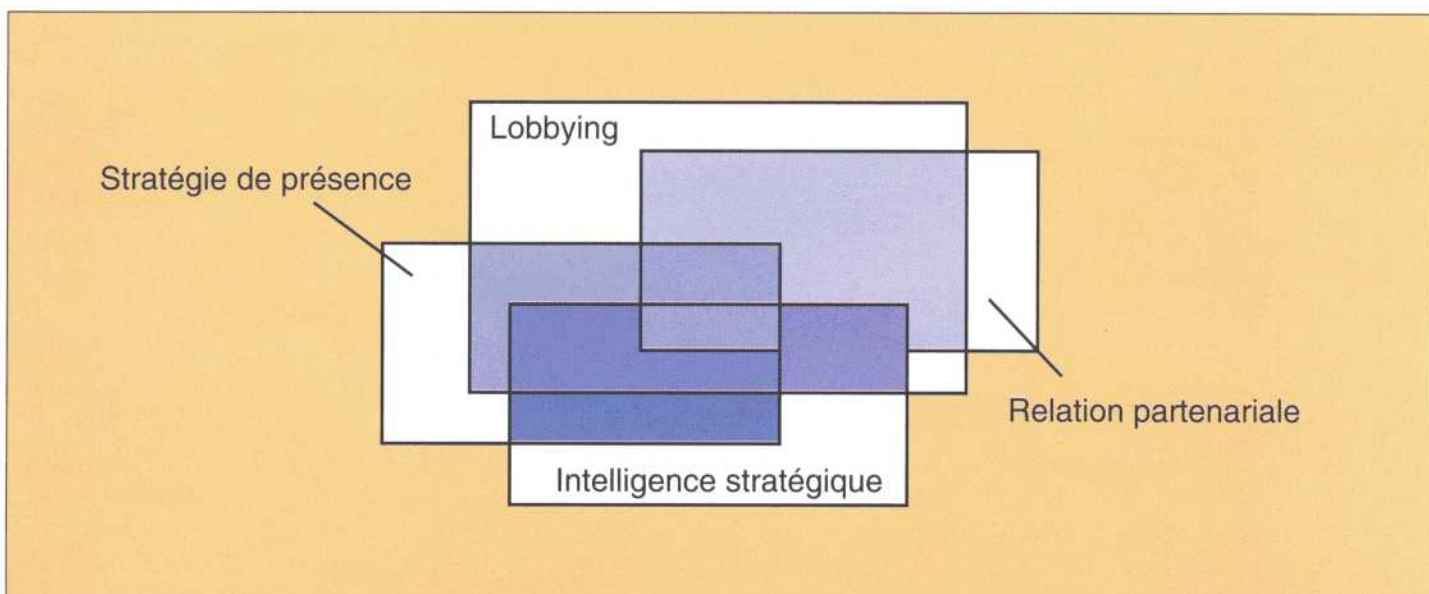 Lobbying
Stratégie de présence
Relation partenariale
Intelligence stratégique